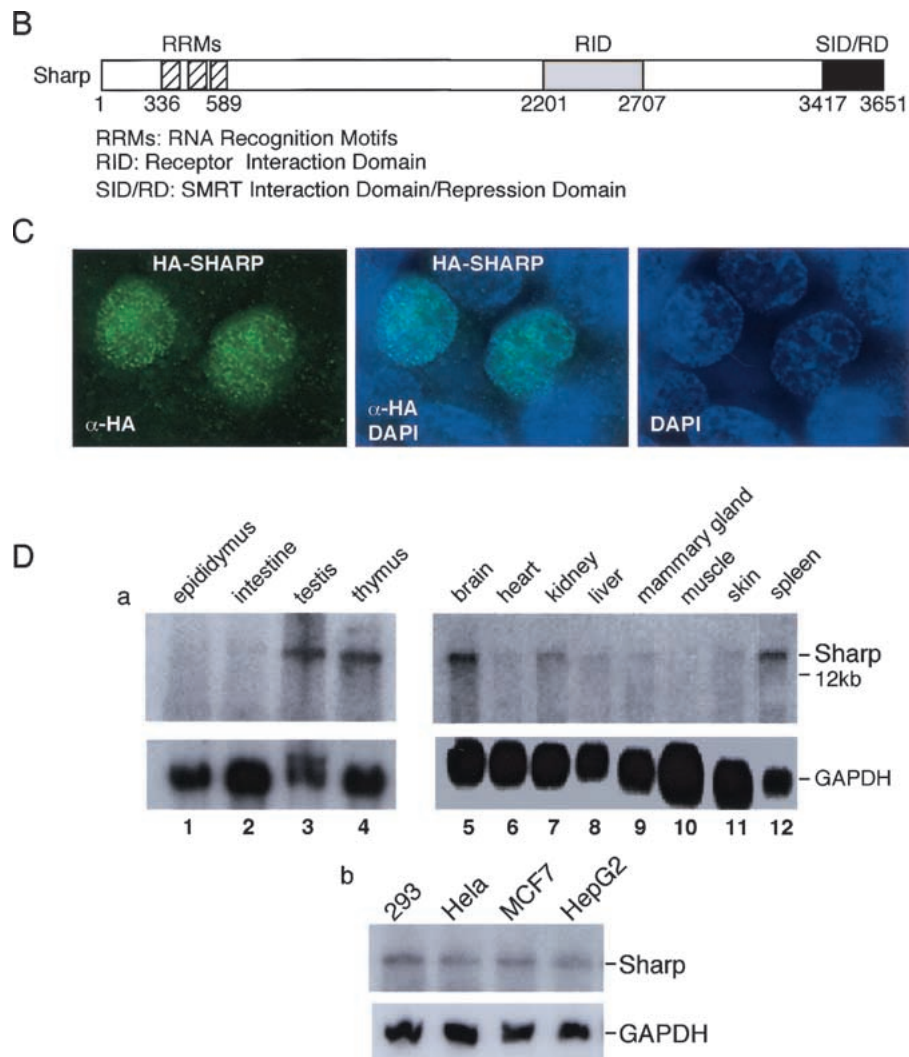 B
RRMs RID SID/RD
Sharp
1 336 589 2201 2707 3417 3651
RRMs: RNA Recognition Motifs
RID: Receptor Interaction Domain
SID/RD: SMRT Interaction Domain/Repression Domain
C
HA-SHARP HA-SHARP
α-HA α-HA DAPI
DAPI
D
a
epididymus intestine testis thymus brain heart kidney liver mammary gland muscle skin spleen
Sharp
12kb
GAPDH
1 2 3 4 5 6 7 8 9 10 11 12
b
293 Hela MCF7 HepG2
Sharp
GAPDH